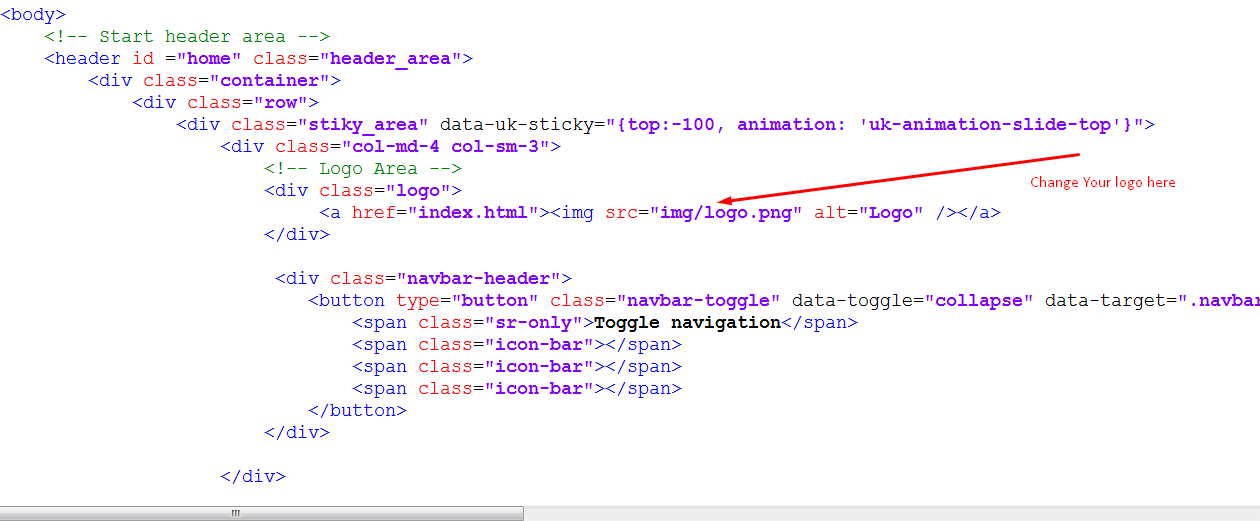 <body>
<!-- Start header area -->
<header id ="home" class="header_area">
<div class="container">
<div class="row">
<div class="stiky_area" data-uk-sticky="{top:-100, animation: 'uk-animation-slide-top'}">
<div class="col-md-4 col-sm-3">
<!-- Logo Area -->
<div class="logo">
Change Your logo here
<a href="index.html"><img src="img/logo.png" alt="Logo" /></a>
</div>
<div class="navbar-header">
<button type="button" class="navbar-toggle" data-toggle="collapse" data-target=".navbar
<span class="sr-only">Toggle navigation</span>
<span class="icon-bar"></span>
<span class="icon-bar"></span>
<span class="icon-bar"></span>
</button>
</div>
</div>